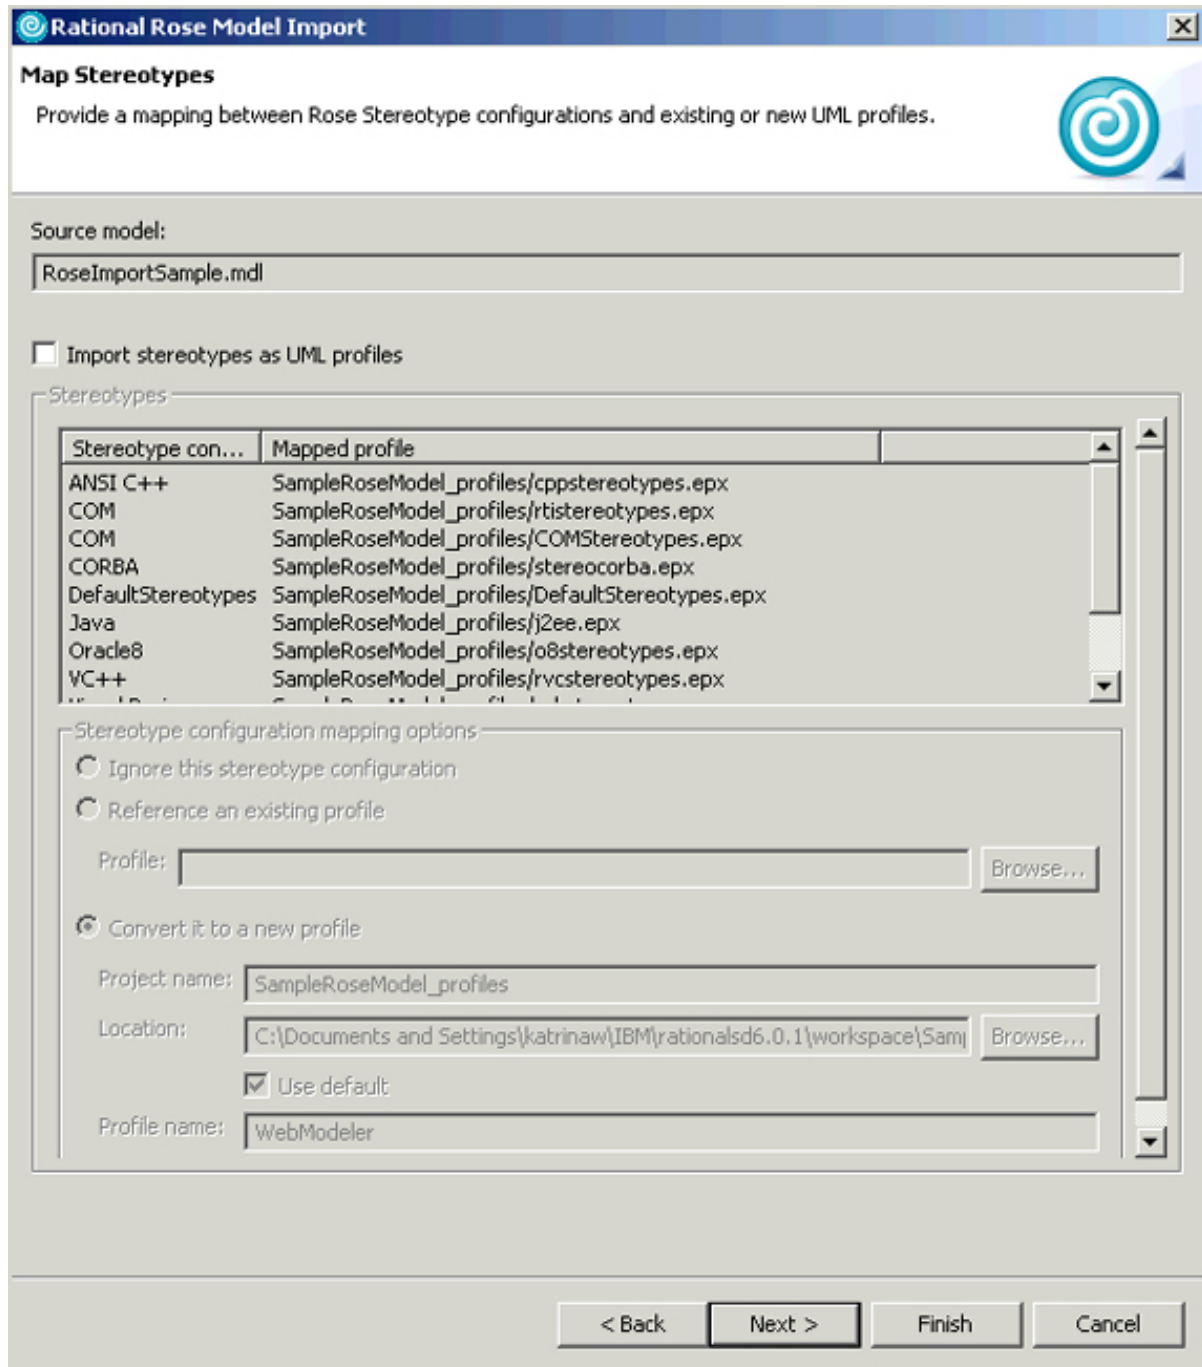 Rational Rose Model Import
Map Stereotypes
Provide a mapping between Rose Stereotype configurations and existing or new UML profiles.
Source model:
RoseImportSample.mdl
Import stereotypes as UML profiles
Stereotypes
Stereotype con... Mapped profile
ANSI C++ SampleRoseModel_profiles/cppstereotypes.epx
COM SampleRoseModel_profiles/rtistereotypes.epx
COM SampleRoseModel_profiles/COMStereotypes.epx
CORBA SampleRoseModel_profiles/stereocorba.epx
DefaultStereotypes SampleRoseModel_profiles/DefaultStereotypes.epx
Java SampleRoseModel_profiles/j2ee.epx
Oracle8 SampleRoseModel_profiles/o8stereotypes.epx
VC++ SampleRoseModel_profiles/rvcstereotypes.epx
Stereotype configuration mapping options
Ignore this stereotype configuration
Reference an existing profile
Profile: Browse...
Convert it to a new profile
Project name: SampleRoseModel_profiles
Location: C:\Documents and Settings\katrinaw\IBM\rationalsd6.0.1\workspace\Sam Browse...
Use default
Profile name: WebModeler
< Back Next > Finish Cancel